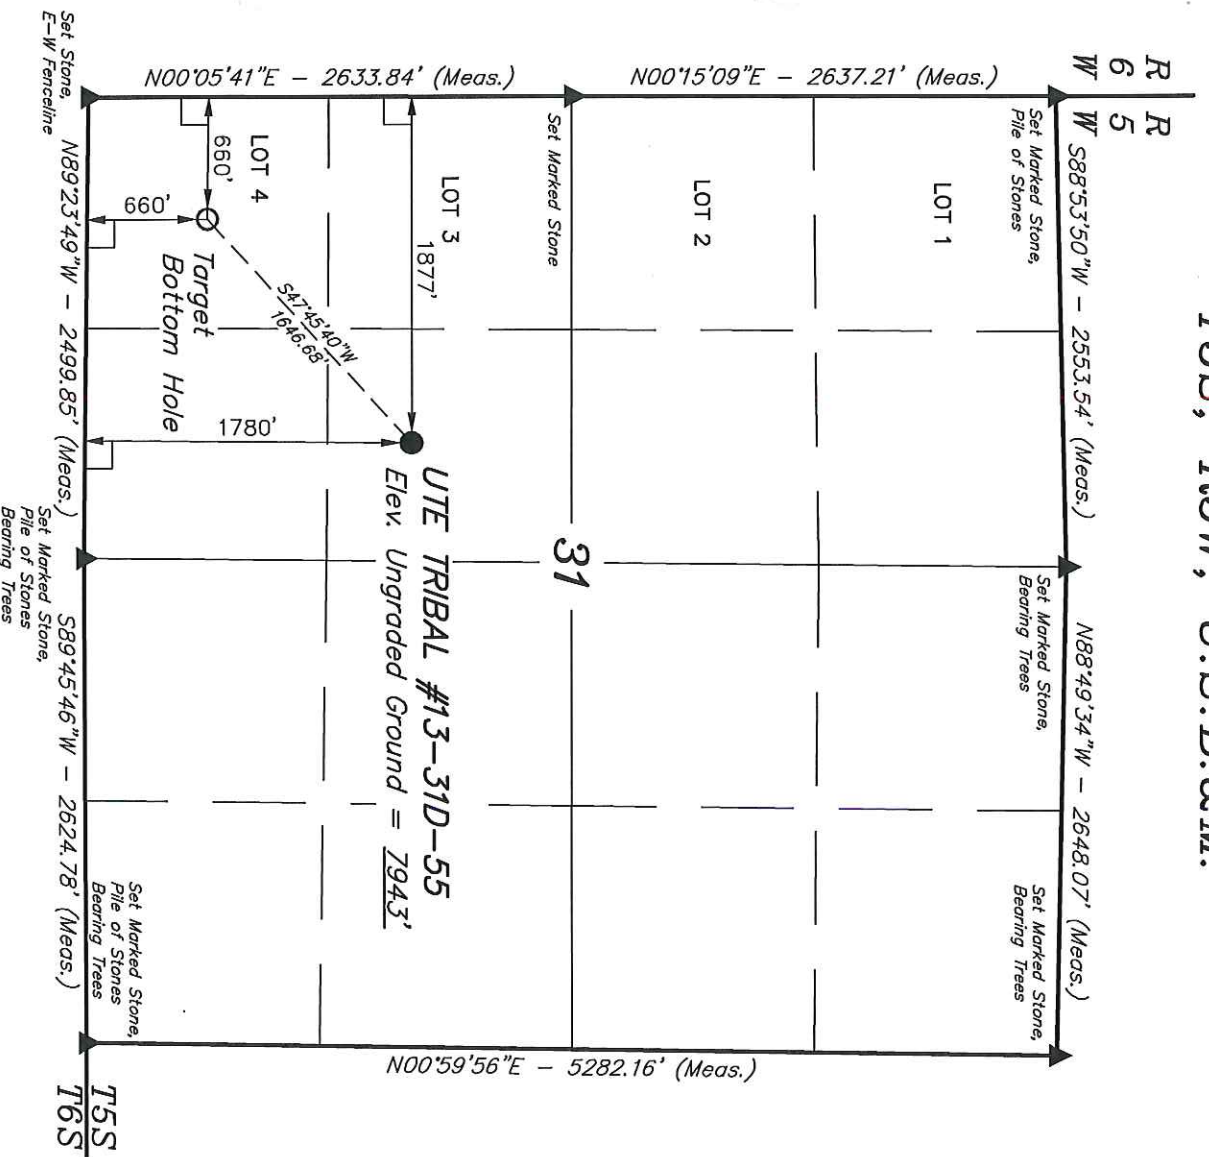 R R
6 5
W W
S88°53'50"W – 2553.54' (Meas.)
N88°49'34"W – 2648.07' (Meas.)
Set Marked Stone,
Pile of Stones
Set Marked Stone,
Bearing Trees
Set Marked Stone,
Bearing Trees
LOT 1
N00°15'09"E – 2637.21' (Meas.)
LOT 2
Set Marked Stone
31
LOT 3
1877'
UTE TRIBAL #13–31D–55
Elev. Ungraded Ground = 7943'
N00°05'41"E – 2633.84' (Meas.)
S47°45'40"W
1646.68'
LOT 4
660'
Target
Bottom Hole
660'
1780'
N00°59'56"E – 5282.16' (Meas.)
Set Marked Stone,
Pile of Stones
Bearing Trees
T5S
T6S
Set Stone,
E–W Fenceline
N89°23'49"W – 2499.85' (Meas.)
S89°45'46"W – 2624.78' (Meas.)
Set Marked Stone,
Pile of Stones
Bearing Trees